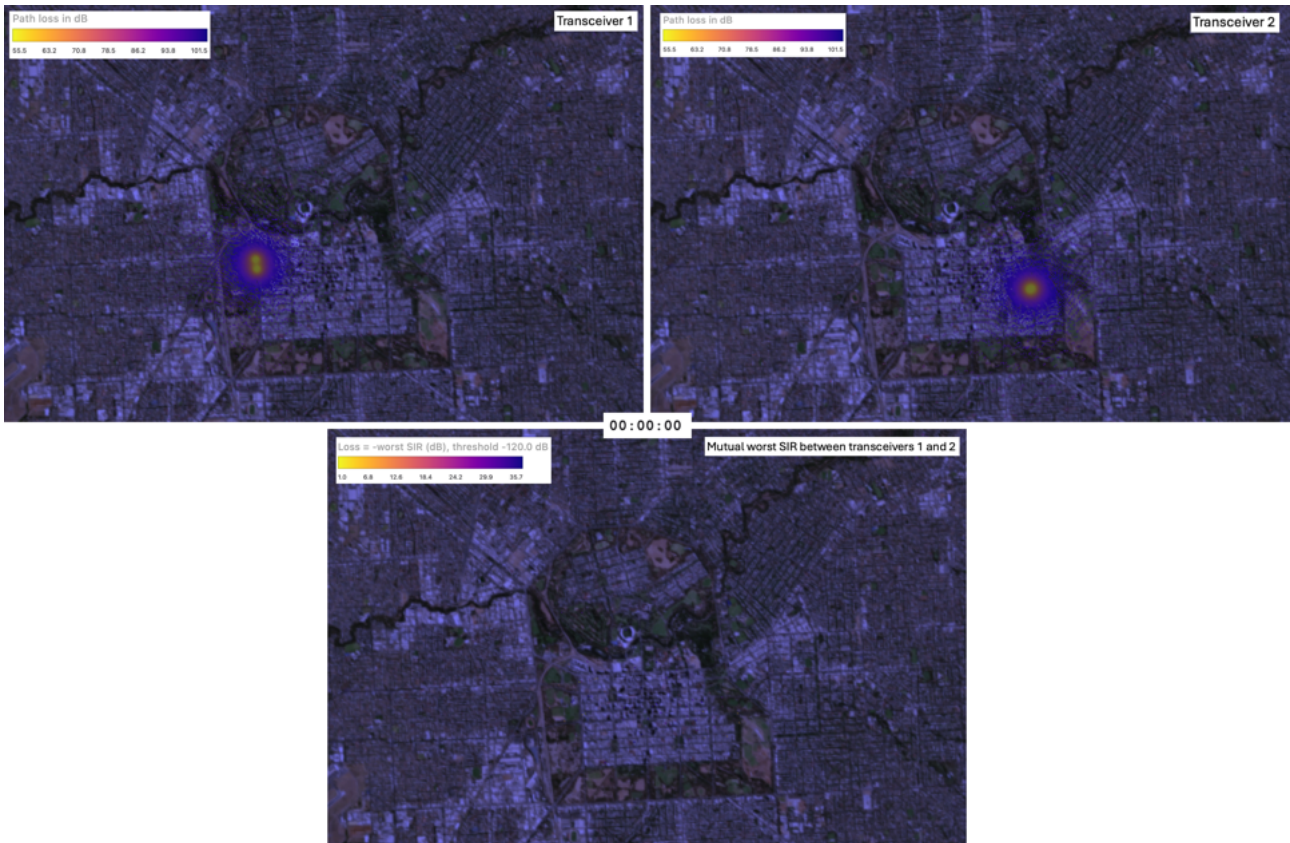 Path loss in dB
55.5 63.2 70.8 78.5 86.2 93.8 101.5
Transceiver 1
Path loss in dB
55.5 63.2 70.8 78.5 86.2 93.8 101.5
Transceiver 2
00:00:00
Loss = -worst SIR (dB), threshold -120.0 dB
1.0 6.8 12.6 18.4 24.2 29.9 35.7
Mutual worst SIR between transceivers 1 and 2